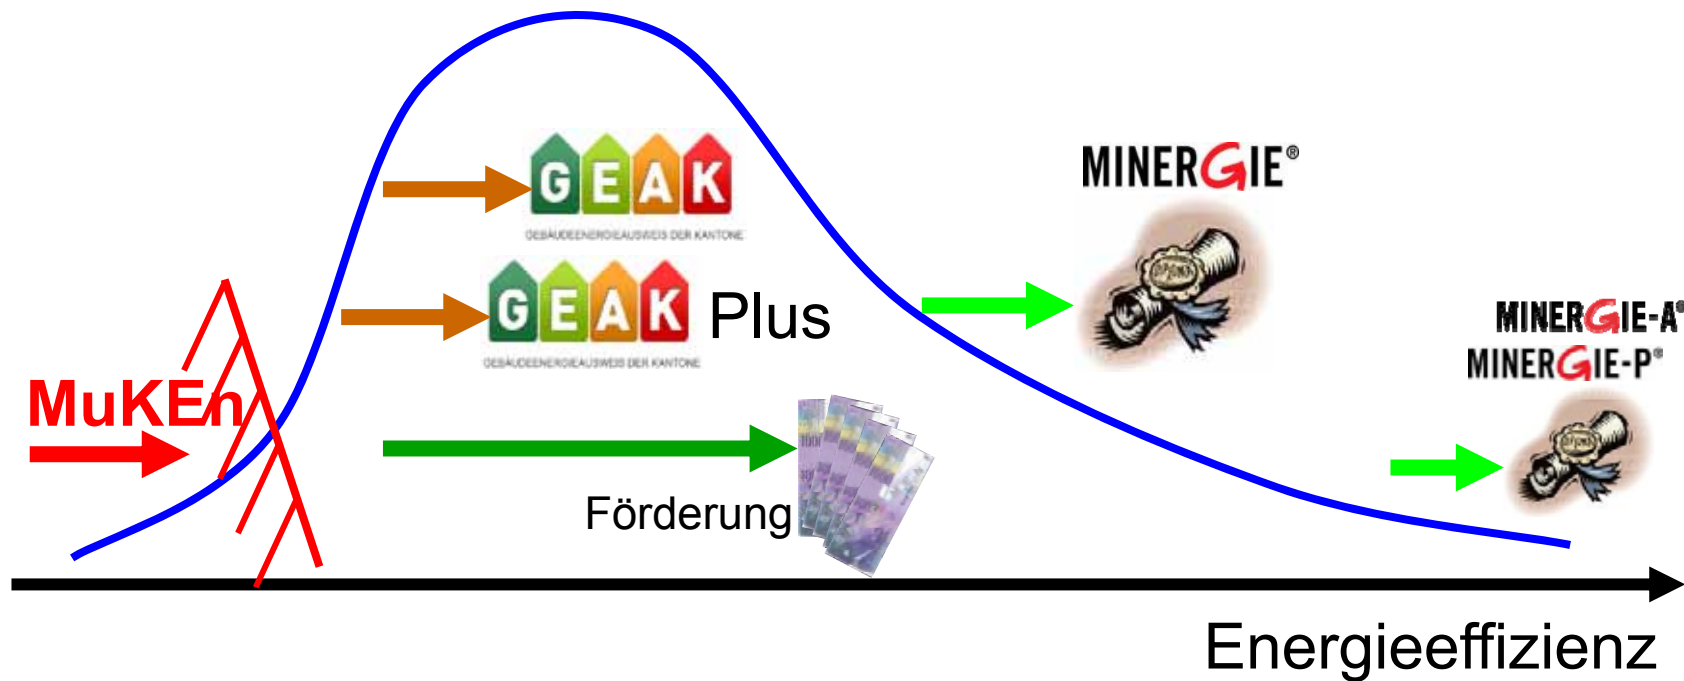 GEAK
GEBÄUDEENERGIEAUSWEIS DER KANTONE
MINERGIE®
GEAK Plus
GEBÄUDEENERGIEAUSWEIS DER KANTONE
MINERGIE-A®
MINERGIE-P®
MuKEn
Förderung
Energieeffizienz